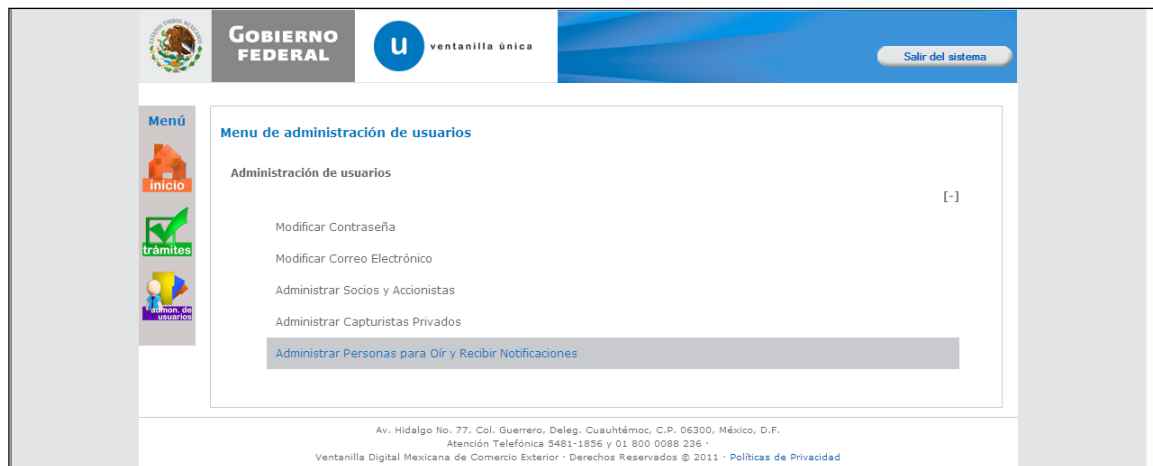 GOBIERNO
FEDERAL
u ventanilla única
Salir del sistema
Menú
inicio
trámites
admon. de
usuarios
Menu de administración de usuarios
Administración de usuarios
[-]
Modificar Contraseña
Modificar Correo Electrónico
Administrar Socios y Accionistas
Administrar Capturistas Privados
Administrar Personas para Oír y Recibir Notificaciones
Av. Hidalgo No. 77, Col. Guerrero, Deleg. Cuauhtémoc, C.P. 06300, México, D.F.
Atención Telefónica 5481-1856 y 01 800 0088 236 ·
Ventanilla Digital Mexicana de Comercio Exterior · Derechos Reservados © 2011 · Políticas de Privacidad